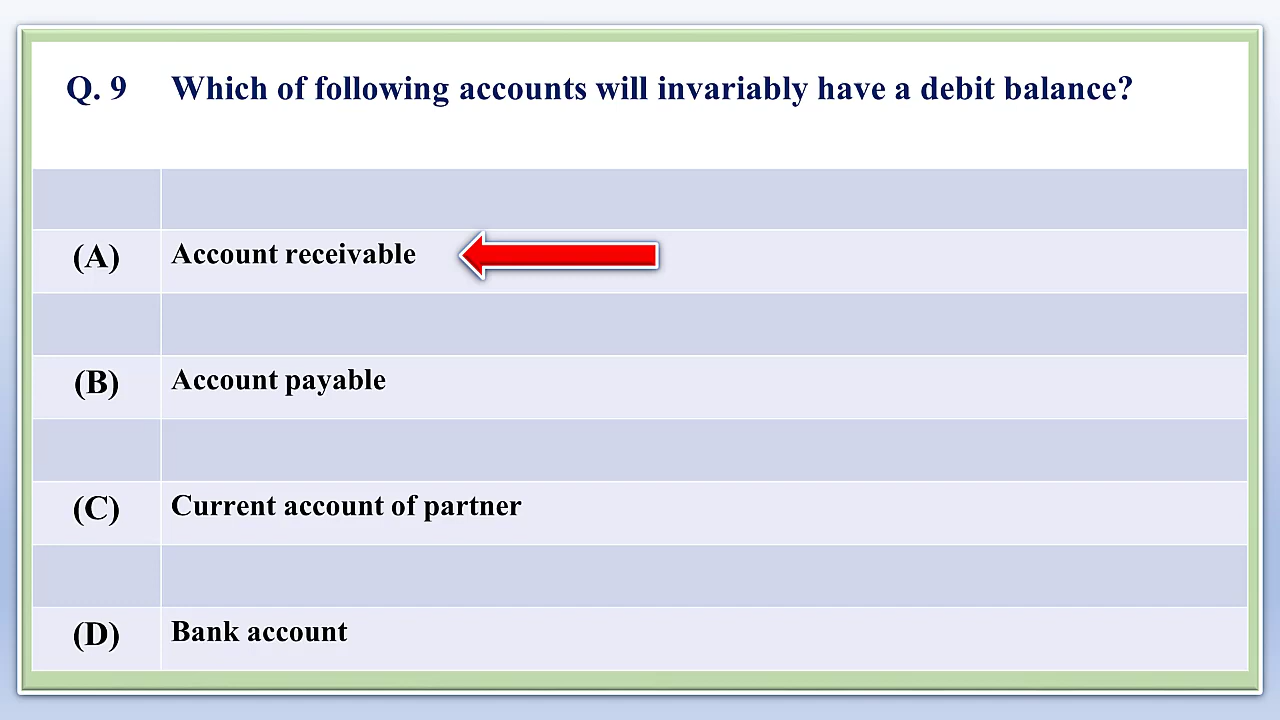 Q. 9 Which of following accounts will invariably have a debit balance?
(A) Account receivable
(B) Account payable
(C) Current account of partner
(D) Bank account